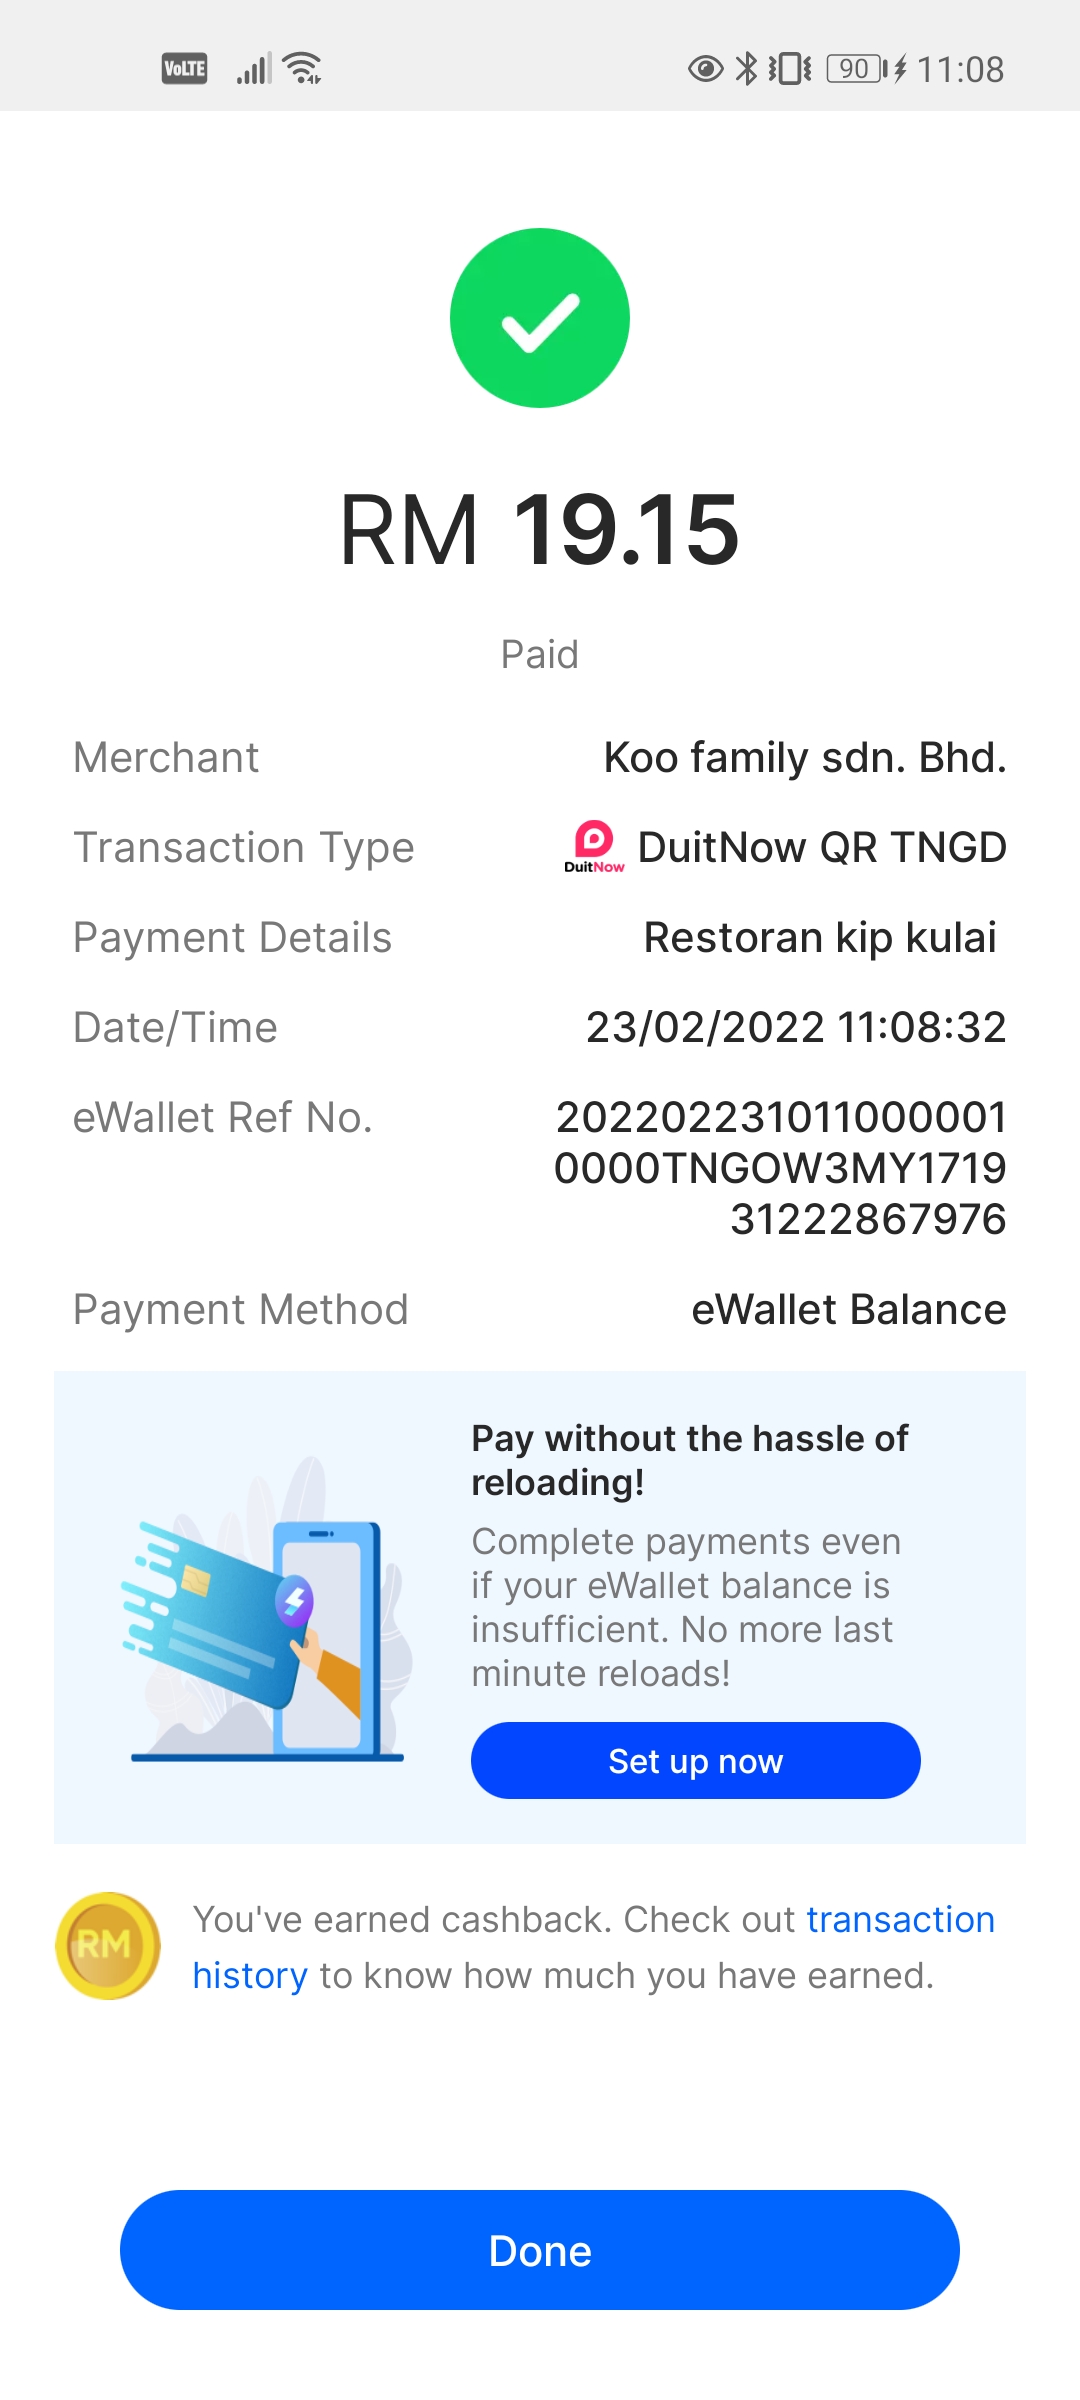 VoLTE 90 11:08
RM 19.15
Paid
Merchant Koo family sdn. Bhd.
Transaction Type DuitNow DuitNow QR TNGD
Payment Details Restoran kip kulai
Date/Time 23/02/2022 11:08:32
eWallet Ref No. 202202231011000001
0000TNGOW3MY1719
31222867976
Payment Method eWallet Balance
Pay without the hassle of
reloading!
Complete payments even
if your eWallet balance is
insufficient. No more last
minute reloads!
Set up now
RM
You've earned cashback. Check out transaction
history to know how much you have earned.
Done